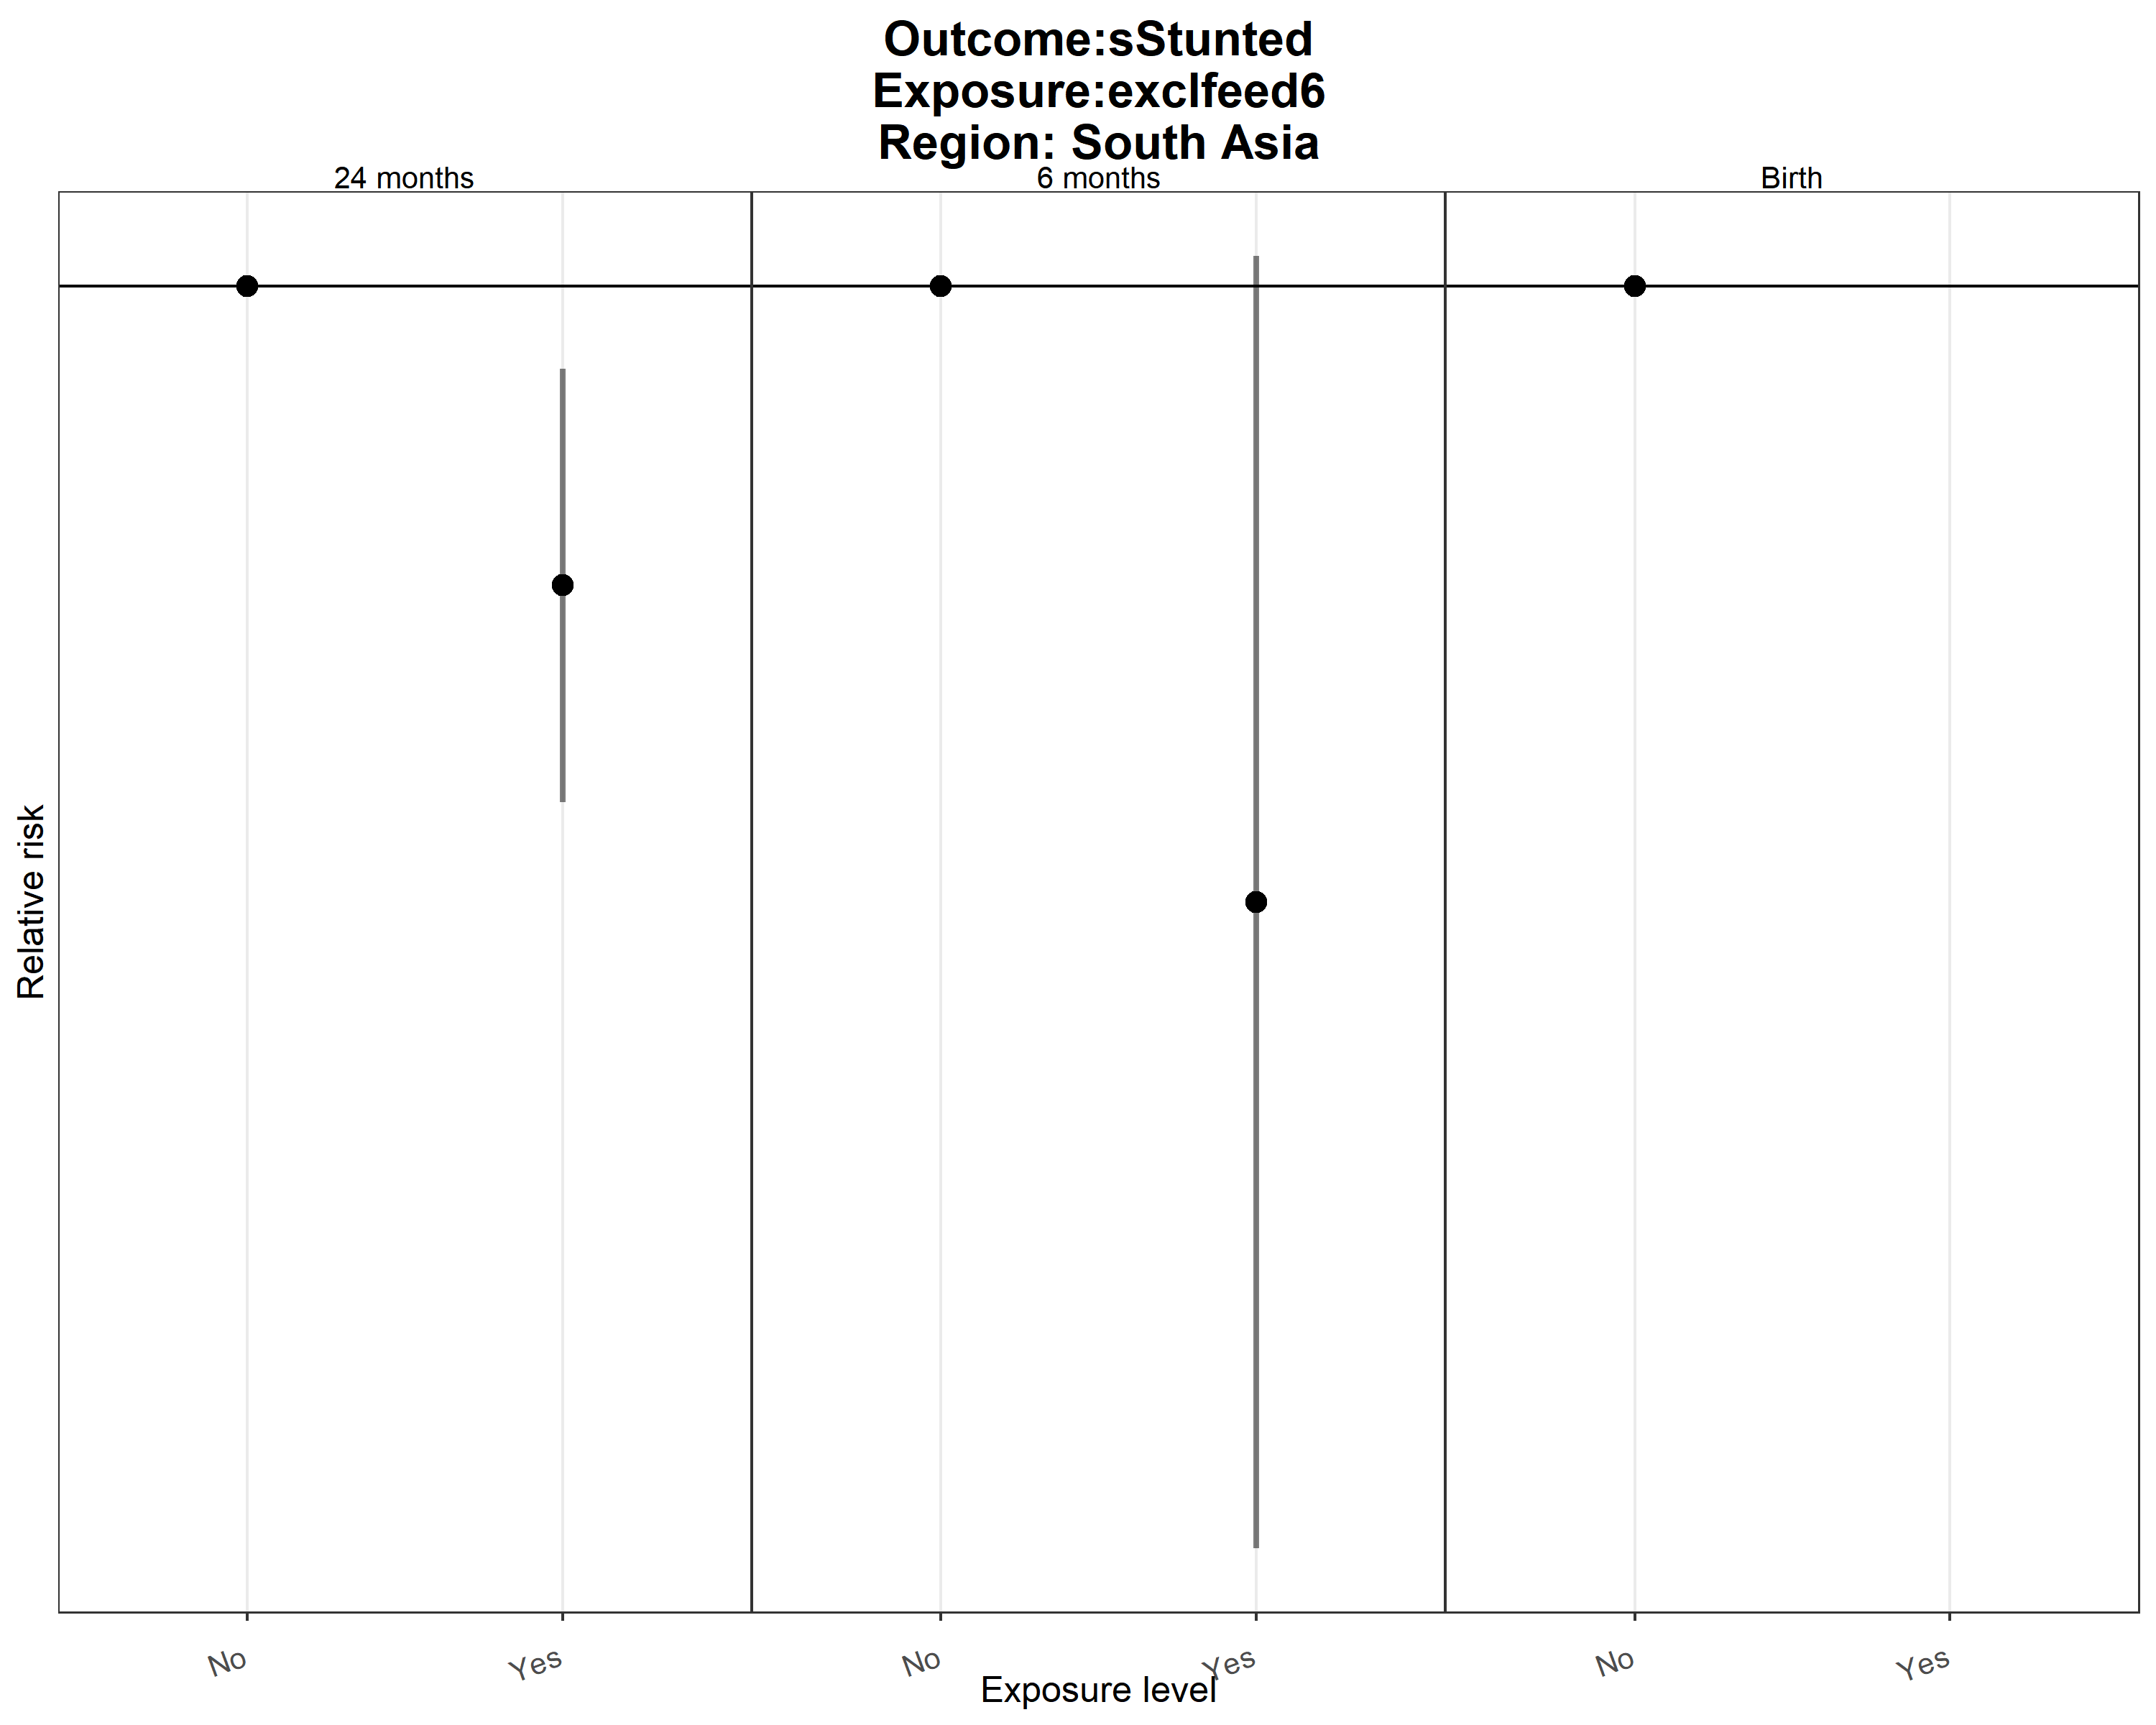 Outcome:sStunted
Exposure:exclfeed6
Region: South Asia
24 months 6 months Birth
Relative risk
No Yes No Yes No Yes
Exposure level